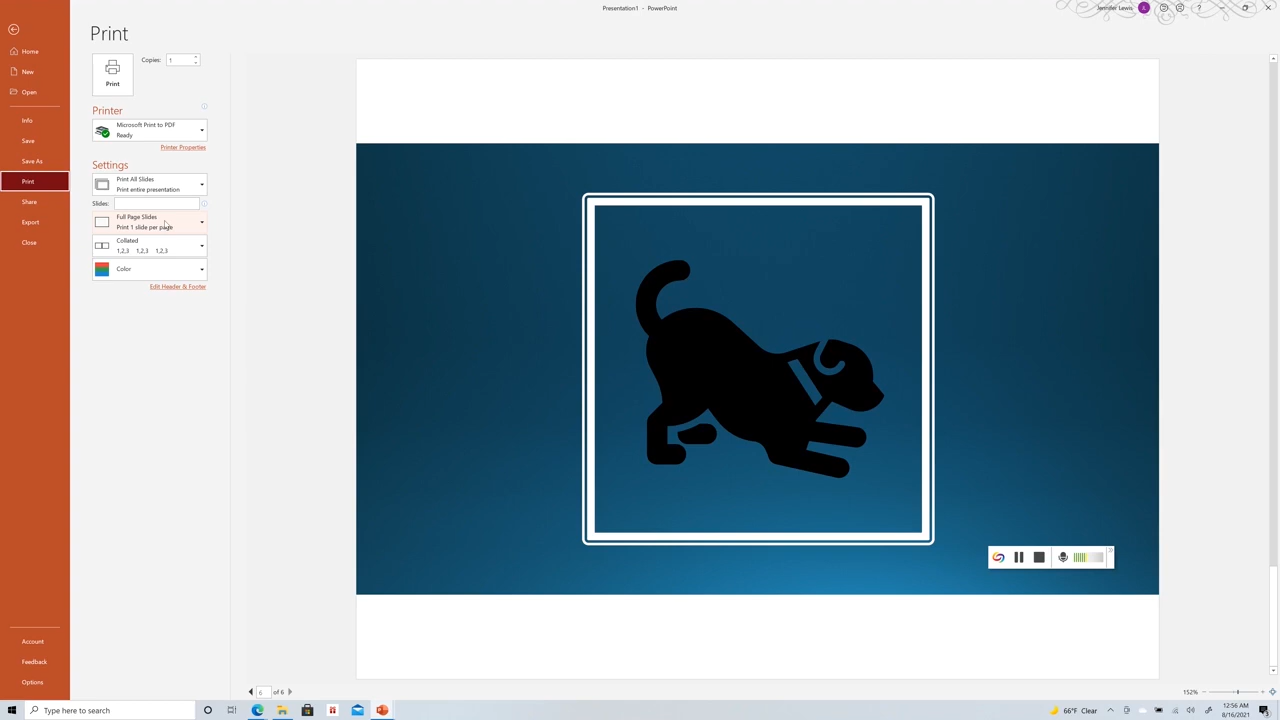 Presentation1 - PowerPoint
Jennifer Lewis
?
Print
Home
New
Open
Info
Save
Save As
Print
Share
Export
Close
Account
Feedback
Options
Print
Copies: 1
Printer
Microsoft Print to PDF
Ready
Printer Properties
Settings
Print All Slides
Print entire presentation
Slides:
Full Page Slides
Print 1 slide per page
Collated
1,2,3 1,2,3 1,2,3
Color
Edit Header & Footer
6 of 6
152%
Type here to search
66°F Clear
12:56 AM
8/16/2021